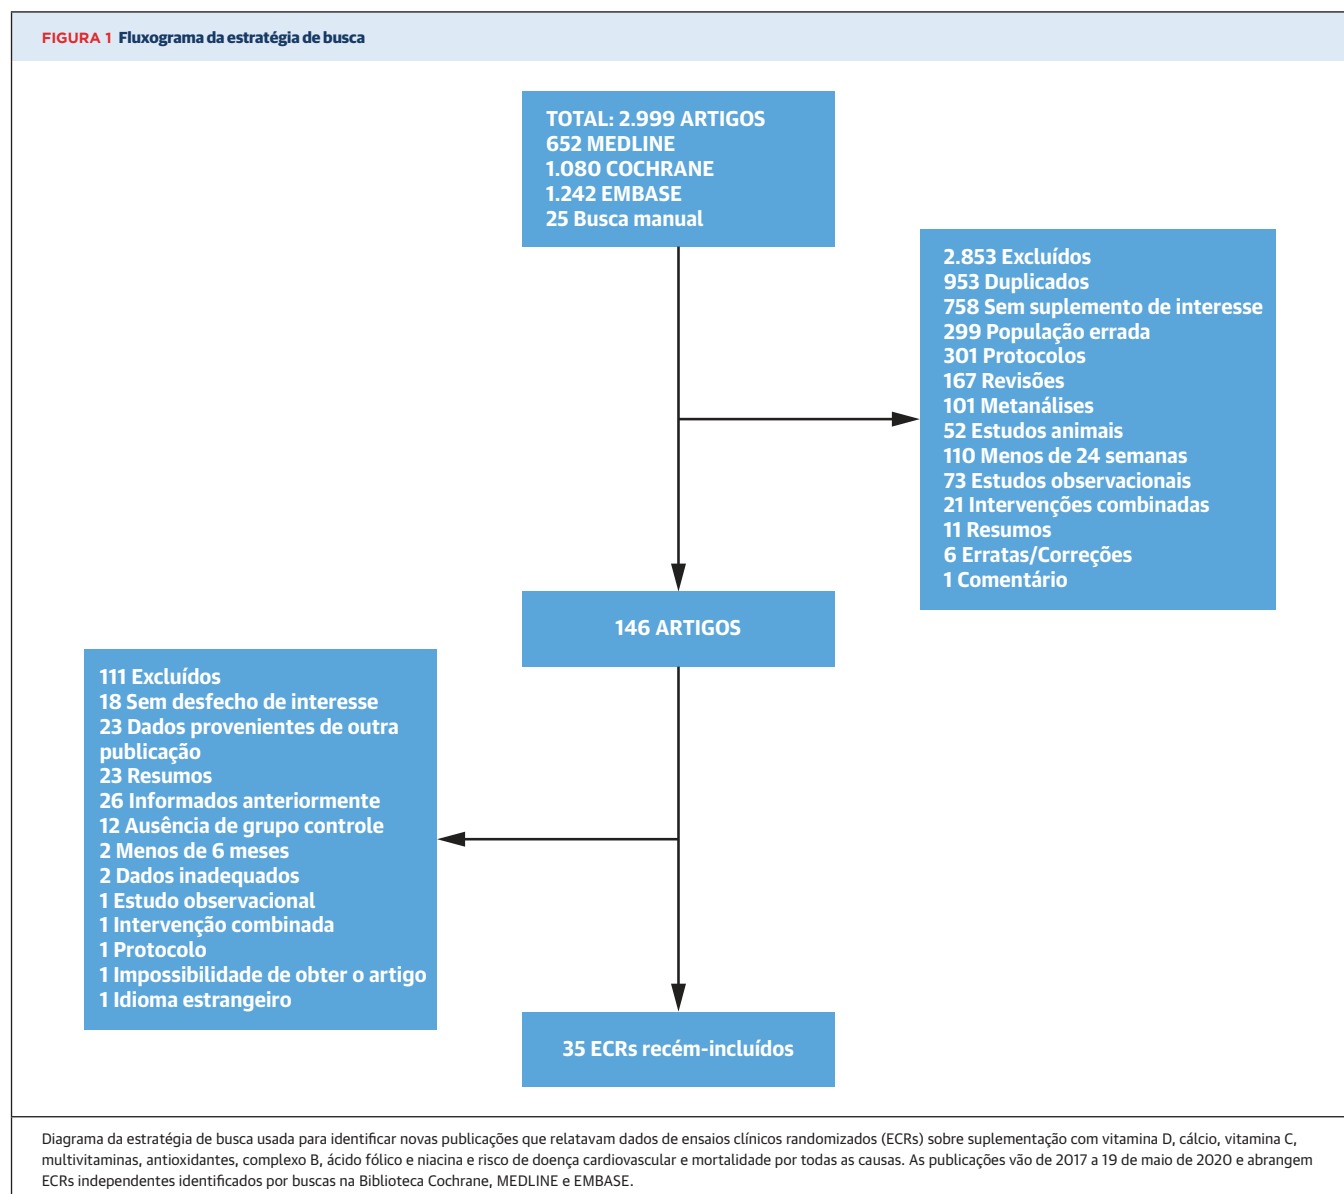 FIGURA 1 Fluxograma da estratégia de busca
TOTAL: 2.999 ARTIGOS
652 MEDLINE
1.080 COCHRANE
1.242 EMBASE
25 Busca manual
2.853 Excluídos
953 Duplicados
758 Sem suplemento de interesse
299 População errada
301 Protocolos
167 Revisões
101 Metanálises
52 Estudos animais
110 Menos de 24 semanas
73 Estudos observacionais
21 Intervenções combinadas
11 Resumos
6 Erratas/Correções
1 Comentário
146 ARTIGOS
111 Excluídos
18 Sem desfecho de interesse
23 Dados provenientes de outra
publicação
23 Resumos
26 Informados anteriormente
12 Ausência de grupo controle
2 Menos de 6 meses
2 Dados inadequados
1 Estudo observacional
1 Intervenção combinada
1 Protocolo
1 Impossibilidade de obter o artigo
1 Idioma estrangeiro
35 ECRs recém-incluídos
Diagrama da estratégia de busca usada para identificar novas publicações que relatavam dados de ensaios clínicos randomizados (ECRs) sobre suplementação com vitamina D, cálcio, vitamina C,
multivitaminas, antioxidantes, complexo B, ácido fólico e niacina e risco de doença cardiovascular e mortalidade por todas as causas. As publicações vão de 2017 a 19 de maio de 2020 e abrangem
ECRs independentes identificados por buscas na Biblioteca Cochrane, MEDLINE e EMBASE.